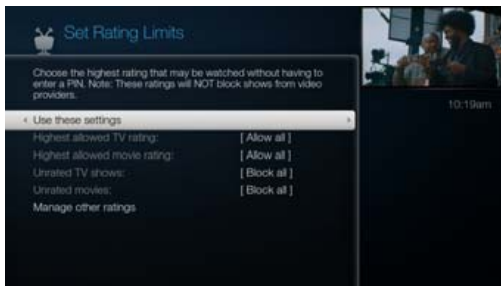 Set Rating Limits
Choose the highest rating that may be
watched without having to
enter a PIN. Note: These ratings will NOT block shows from video
providers.
10:19am
Use these settings
Highest allowed TV rating: [ Allow all ]
Highest allowed movie rating: [ Allow all ]
Unrated TV shows: [ Block all ]
Unrated movies: [ Block all ]
Manage other ratings